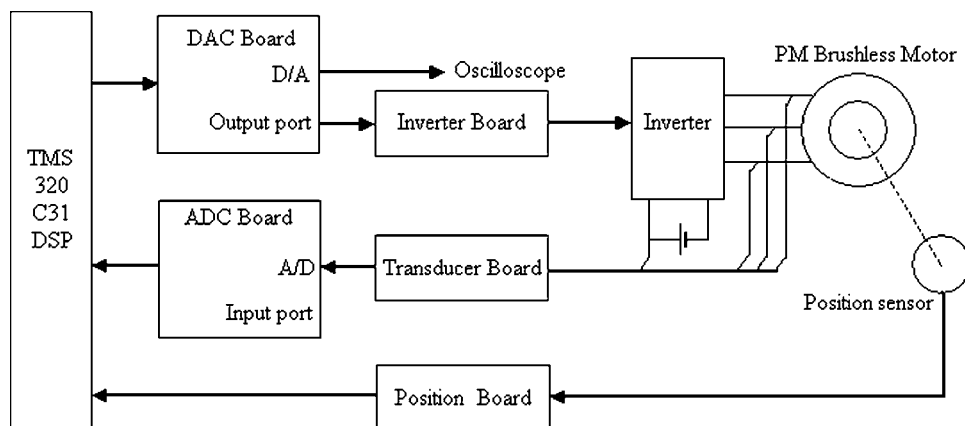 TMS
320
C31
DSP
DAC Board
D/A
Output port
Oscilloscope
Inverter Board
Inverter
PM Brushless Motor
ADC Board
A/D
Input port
Transducer Board
Position sensor
Position Board